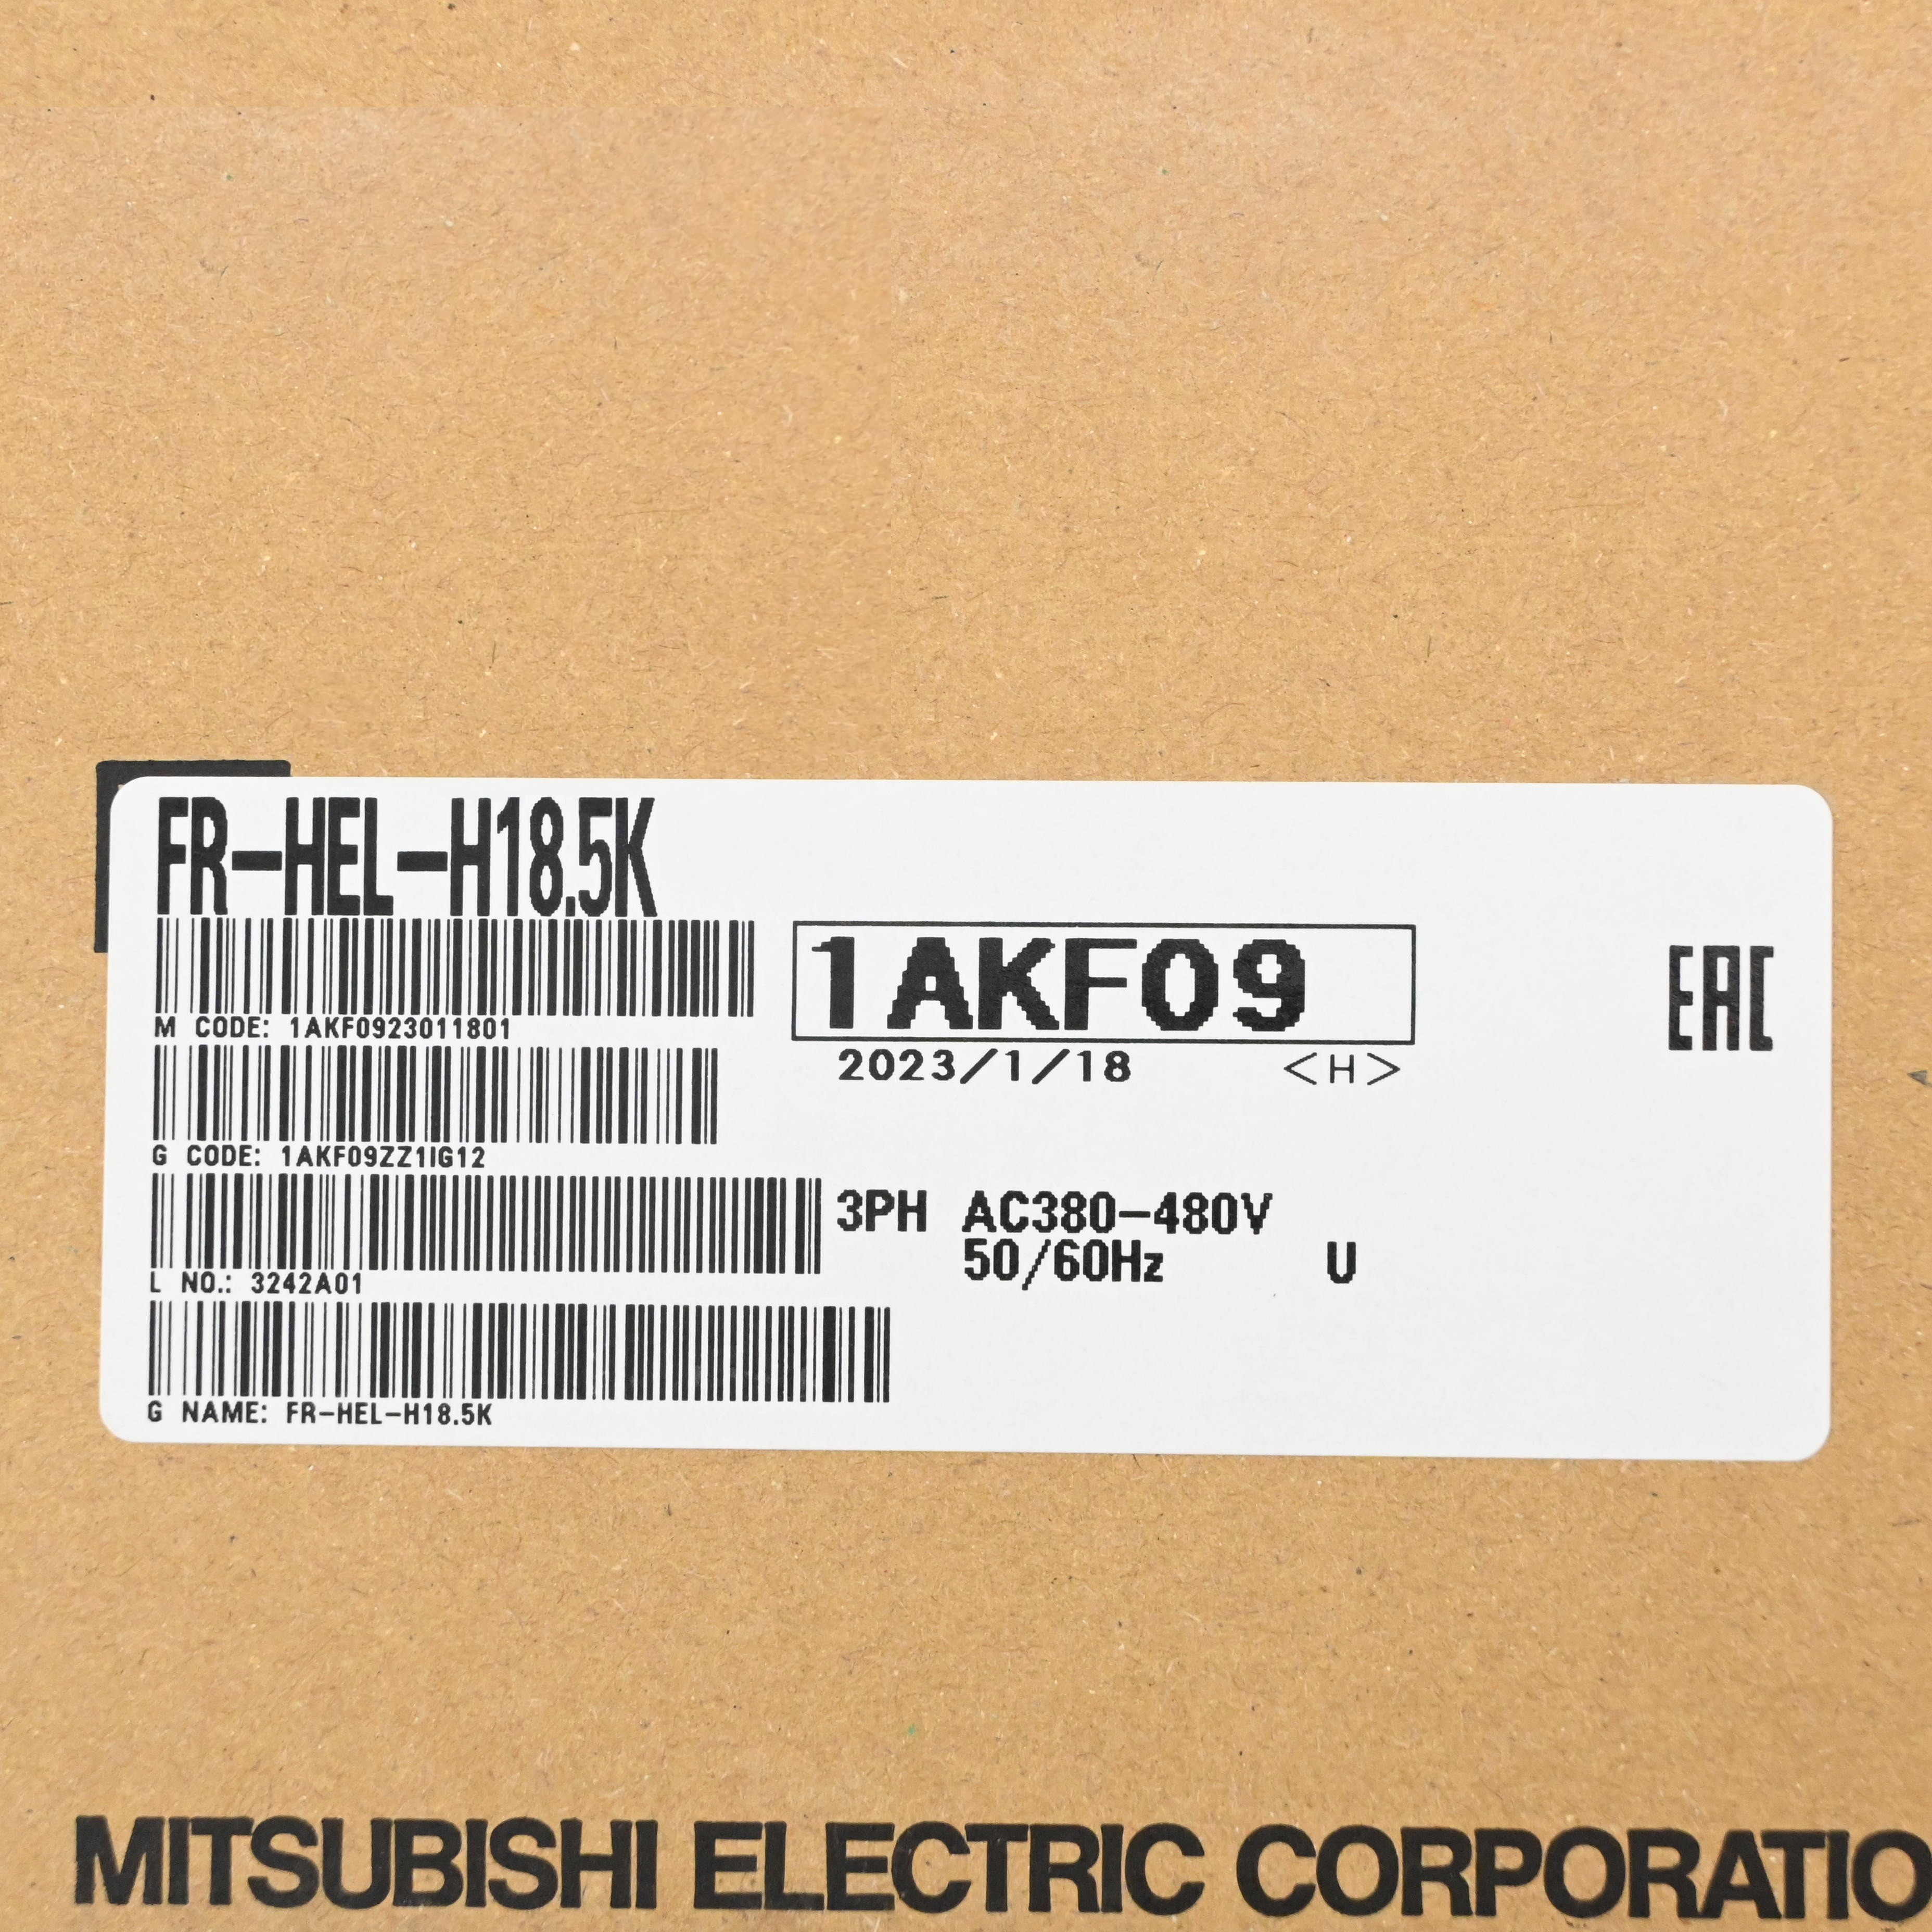 FR-HEL-H18.5K
1AKF09
EAC
M CODE: 1AKF0923011801
2023/1/18 <H>
G CODE: 1AKF09ZZ1IG12
3PH AC380-480V
50/60Hz U
L NO.: 3242A01
G NAME: FR-HEL-H18.5K
MITSUBISHI ELECTRIC CORPORATIO